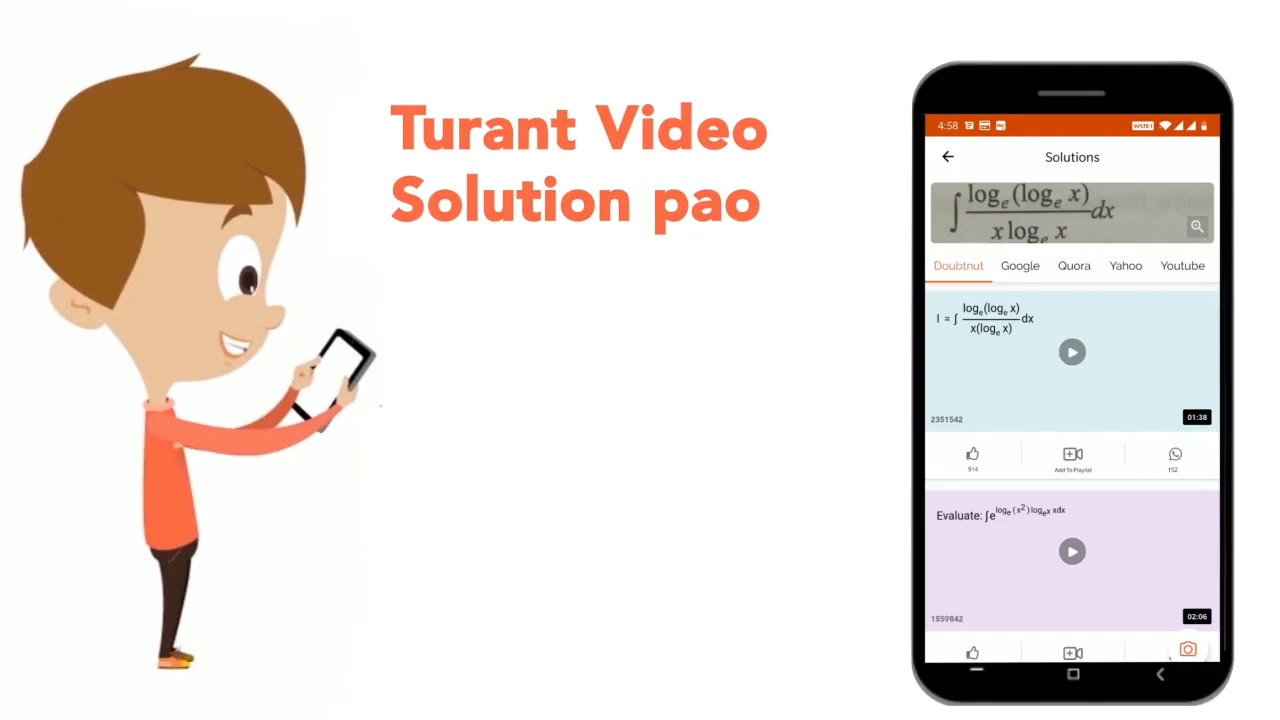 Turant Video
Solution pao
4:58
Solutions
∫ logₑ(logₑ x) / x logₑ x dx
Doubtnut Google Quora Yahoo Youtube
I = ∫ logₑ(logₑ x) / x(logₑ x) dx
2351542 01:38
914 Add To Playlist 152
Evaluate: ∫e^logₑ(x²)logₑx xdx
1859842 02:06